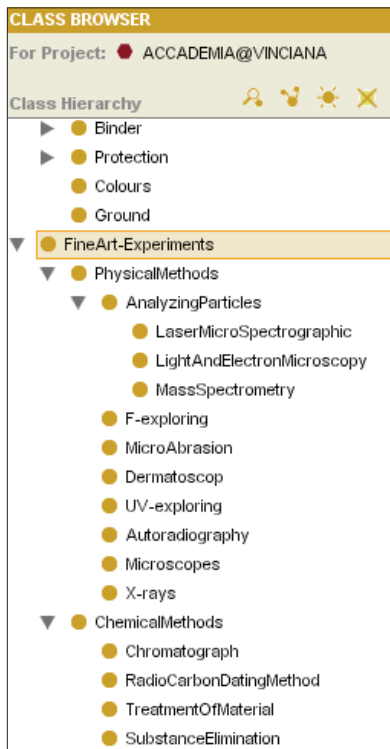 CLASS BROWSER
For Project: ACCADEMIA@VINCIANA
Class Hierarchy
Binder
Protection
Colours
Ground
FineArt-Experiments
PhysicalMethods
AnalyzingParticles
LaserMicroSpectrographic
LightAndElectronMicroscopy
MassSpectrometry
F-exploring
MicroAbrasion
Dermatoscop
UV-exploring
Autoradiography
Microscopes
X-rays
ChemicalMethods
Chromatograph
RadioCarbonDatingMethod
TreatmentOfMaterial
SubstanceElimination